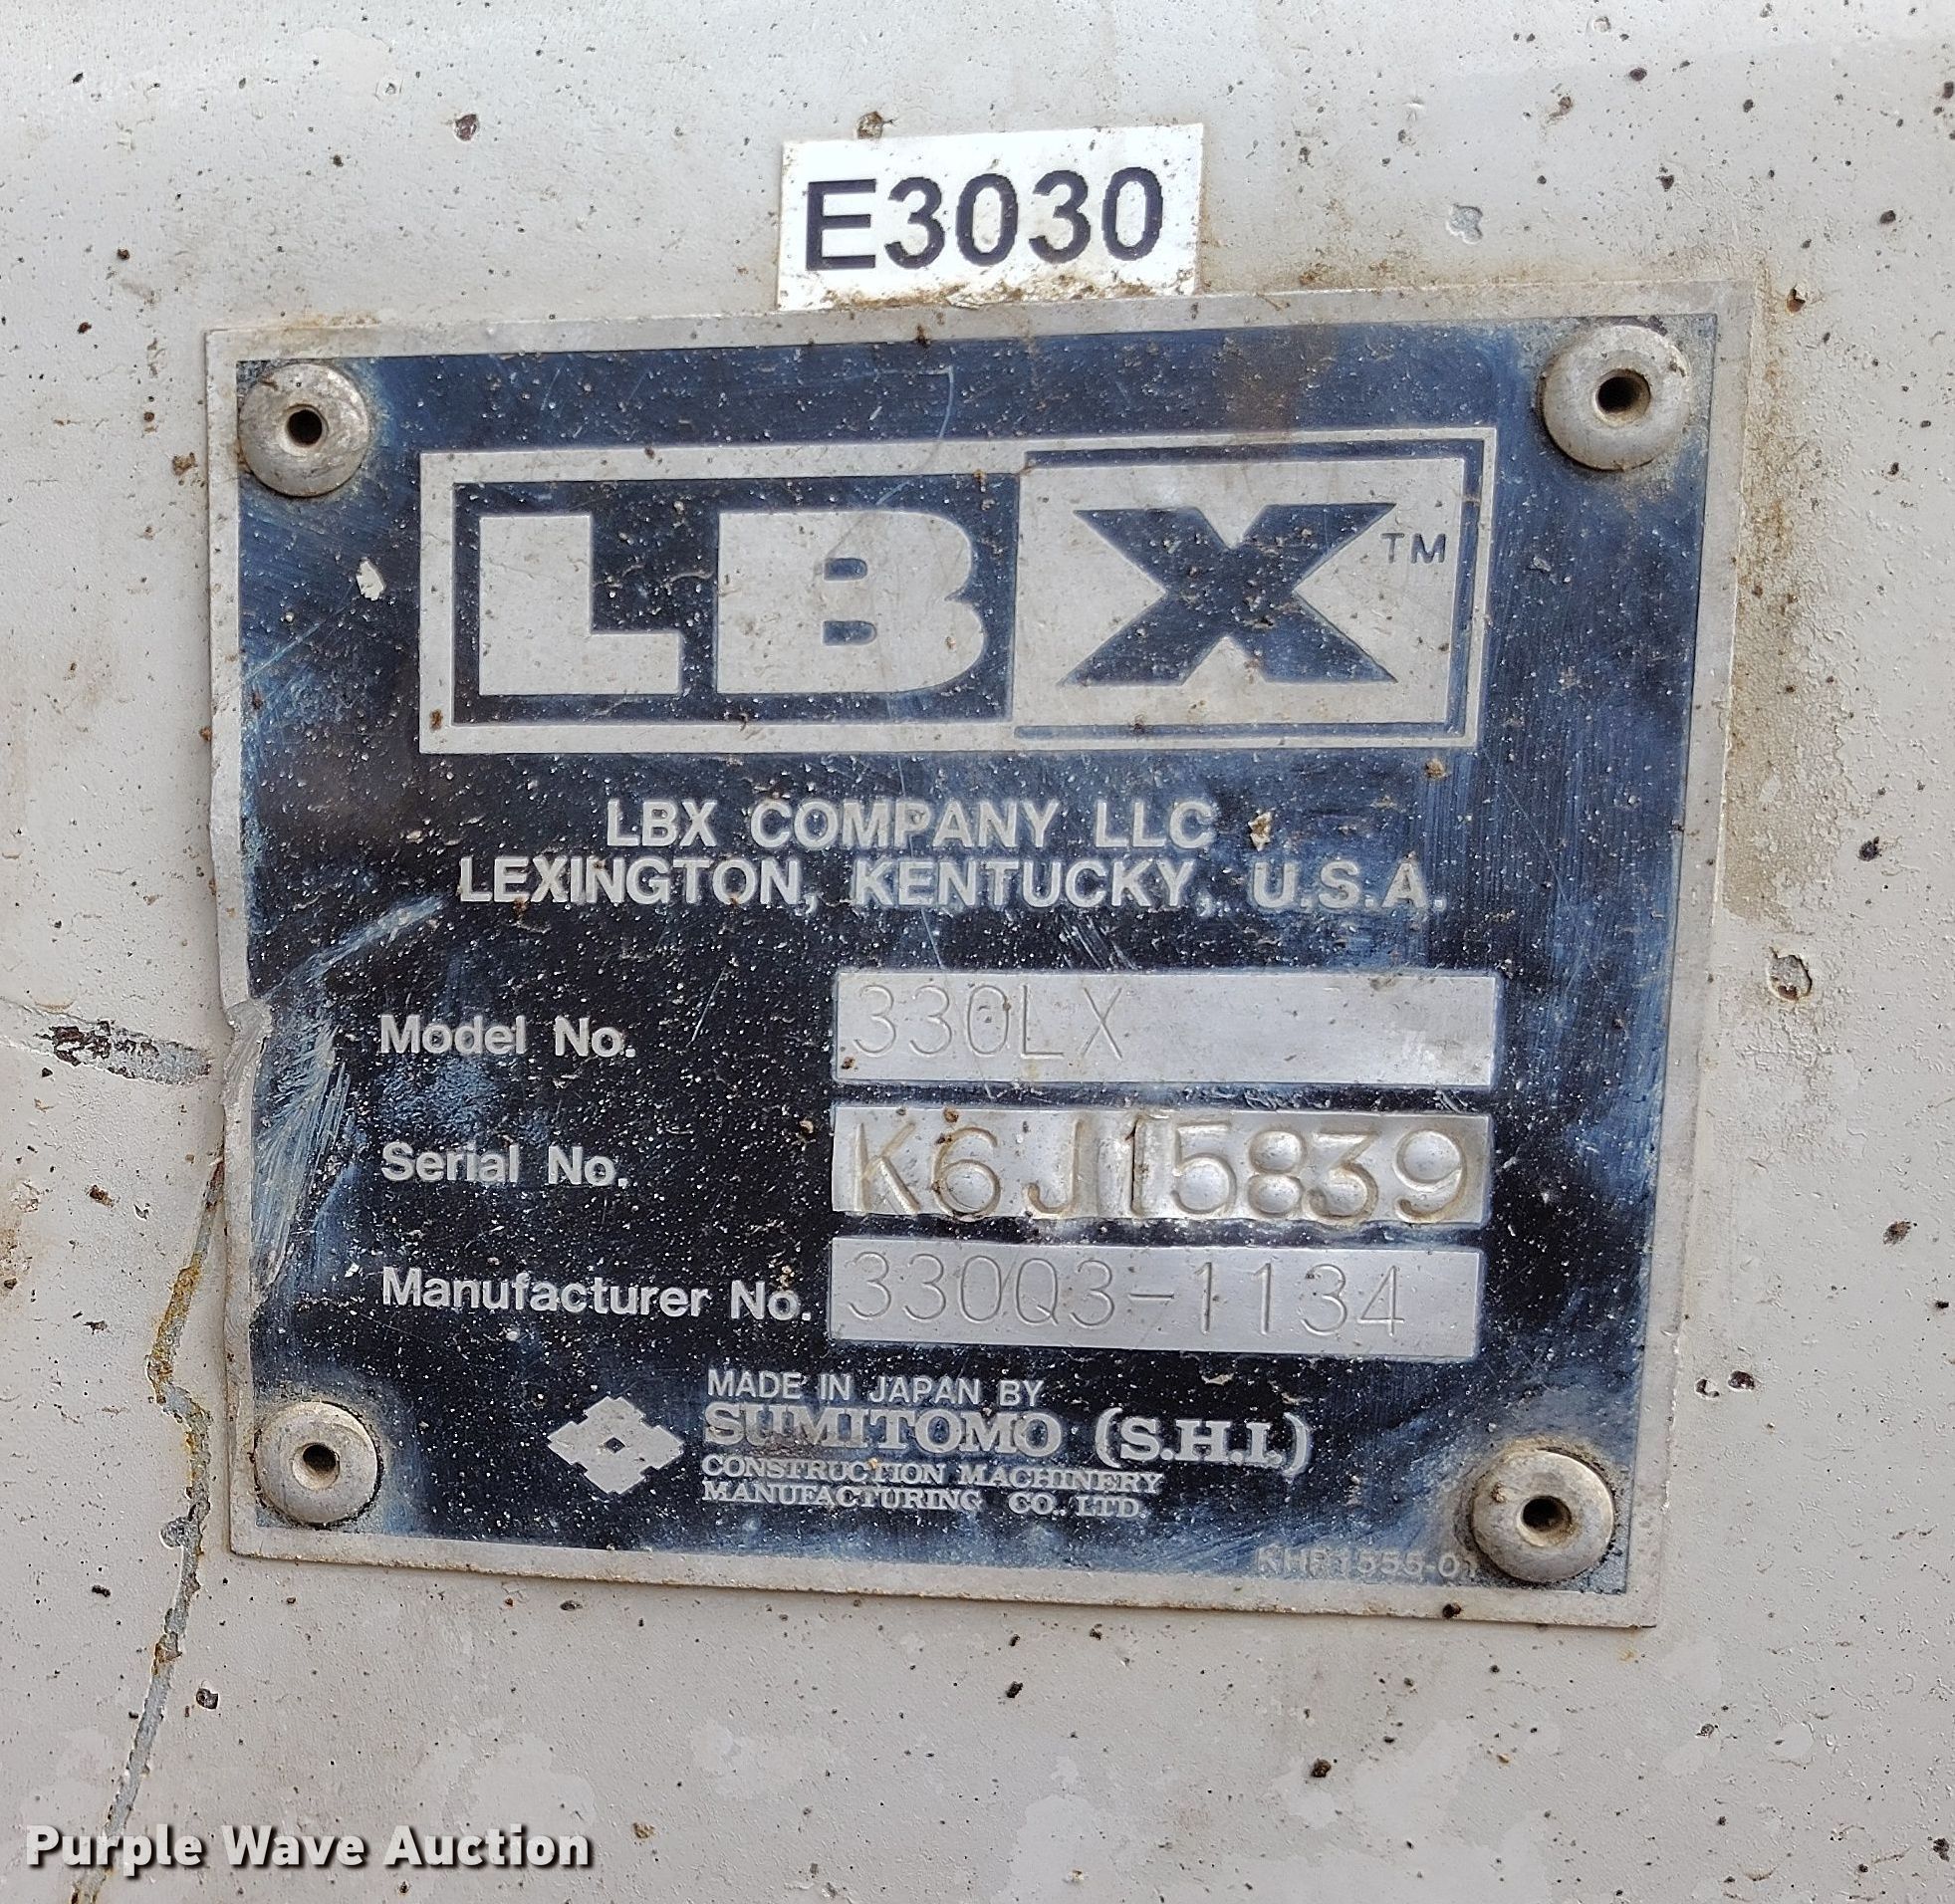 E3030
LBX™
LBX COMPANY LLC
LEXINGTON, KENTUCKY, U.S.A.
Model No. 330LX
Serial No. K6J15839
Manufacturer No. 330Q3-1134
MADE IN JAPAN BY
SUMITOMO (S.H.I.)
CONSTRUCTION MACHINERY
MANUFACTURING CO., LTD.
Purple Wave Auction